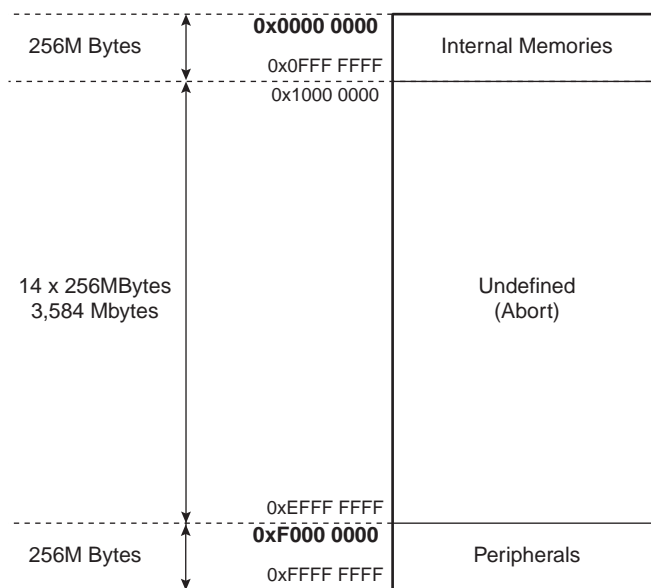 0x0000 0000
256M Bytes
Internal Memories
0x0FFF FFFF
0x1000 0000
14 x 256MBytes
3,584 Mbytes
Undefined
(Abort)
0xEFFF FFFF
0xF000 0000
256M Bytes
Peripherals
0xFFFF FFFF